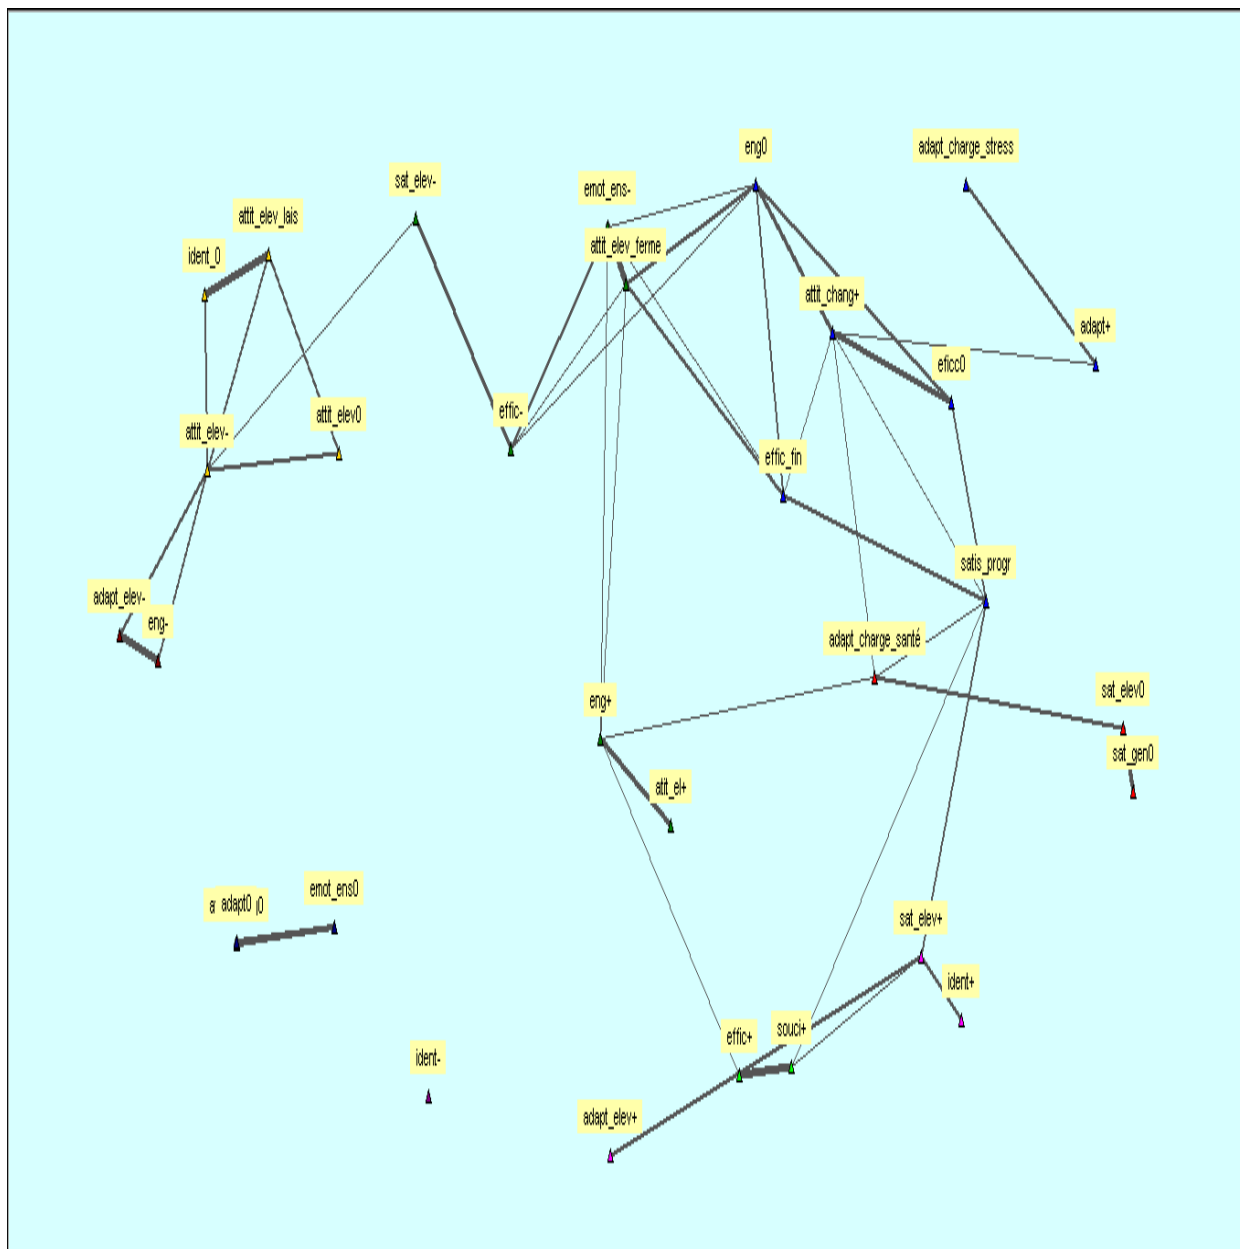 eng0
adapt_charge_stress
sat_elev-
emot_ens-
attit_elev_lais
attit_elev_ferme
ident_0
attit_chang+
adapt+
eficc0
attit_elev0
effic-
attit_elev-
effic_fin
satis_progr
adapt_elev-
eng-
adapt_charge_santé
sat_elev0
eng+
sat_gen0
atit_el+
emot_ens0
adapt0
sat_elev+
ident+
souci+
effic+
ident-
adapt_elev+